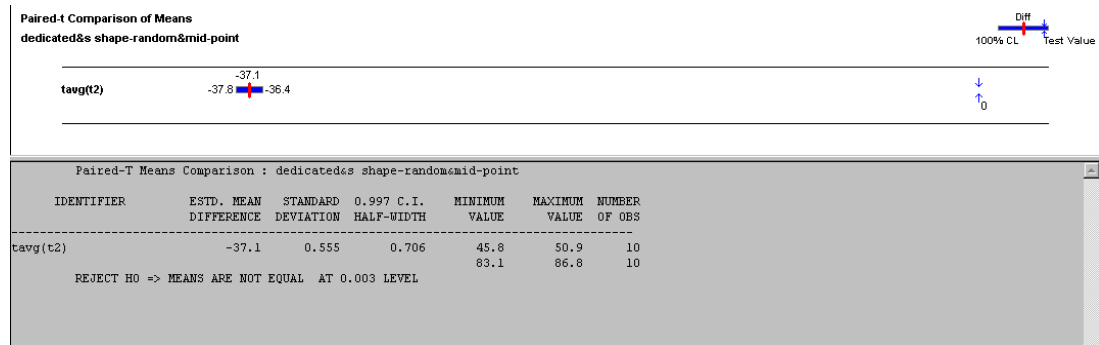 Paired-t Comparison of Means
dedicated&s shape-random&mid-point
Diff
100% CL Test Value
-37.1
tavg(t2) -37.8 -36.4
0
Paired-T Means Comparison : dedicated&s shape-random&mid-point
IDENTIFIER ESTD. MEAN STANDARD 0.997 C.I. MINIMUM MAXIMUM NUMBER
DIFFERENCE DEVIATION HALF-WIDTH VALUE VALUE OF OBS
tavg(t2) -37.1 0.555 0.706 45.8 50.9 10
83.1 86.8 10
REJECT H0 => MEANS ARE NOT EQUAL AT 0.003 LEVEL